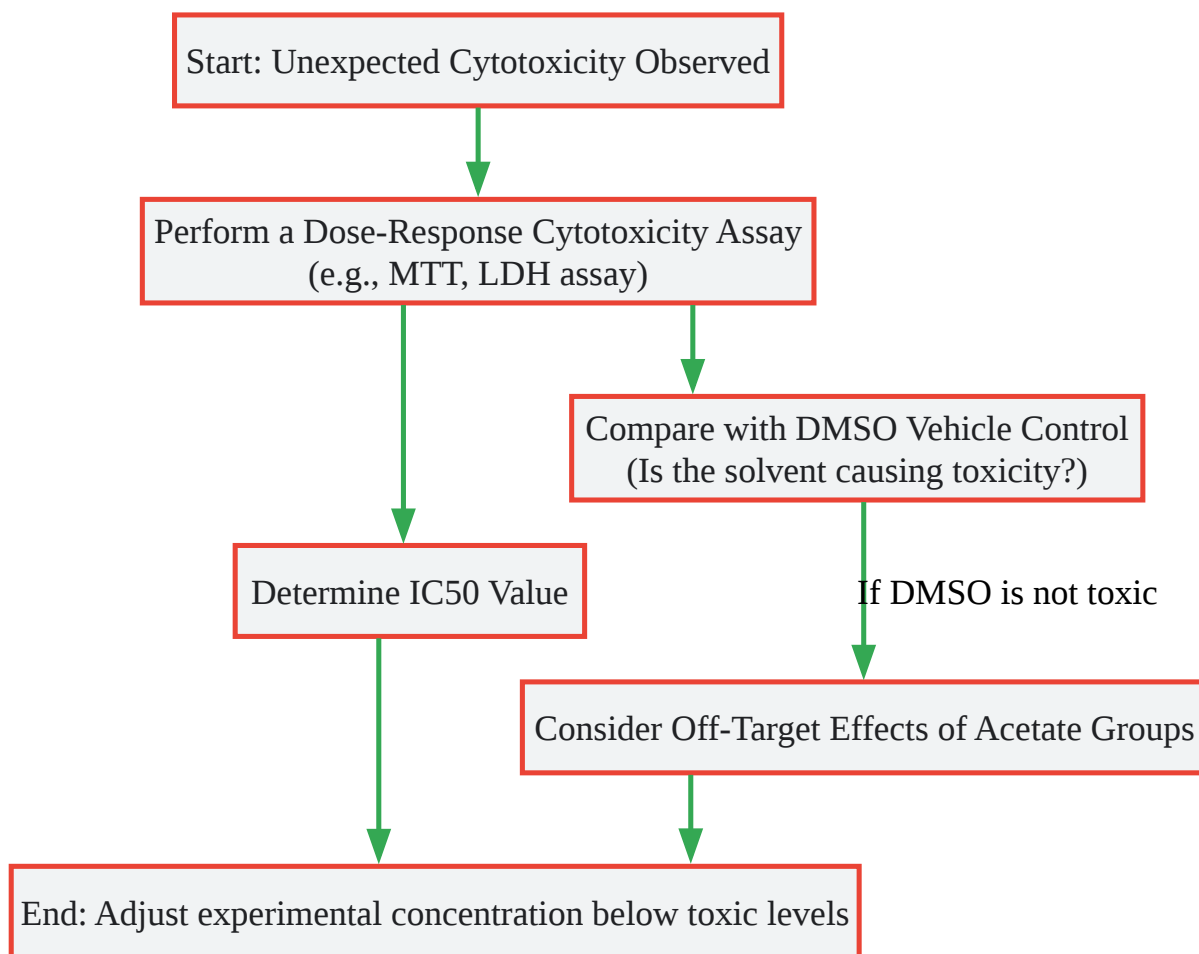 Start: Unexpected Cytotoxicity Observed
Perform a Dose-Response Cytotoxicity Assay
(e.g., MTT, LDH assay)
Compare with DMSO Vehicle Control
(Is the solvent causing toxicity?)
Determine IC50 Value
If DMSO is not toxic
Consider Off-Target Effects of Acetate Groups
End: Adjust experimental concentration below toxic levels